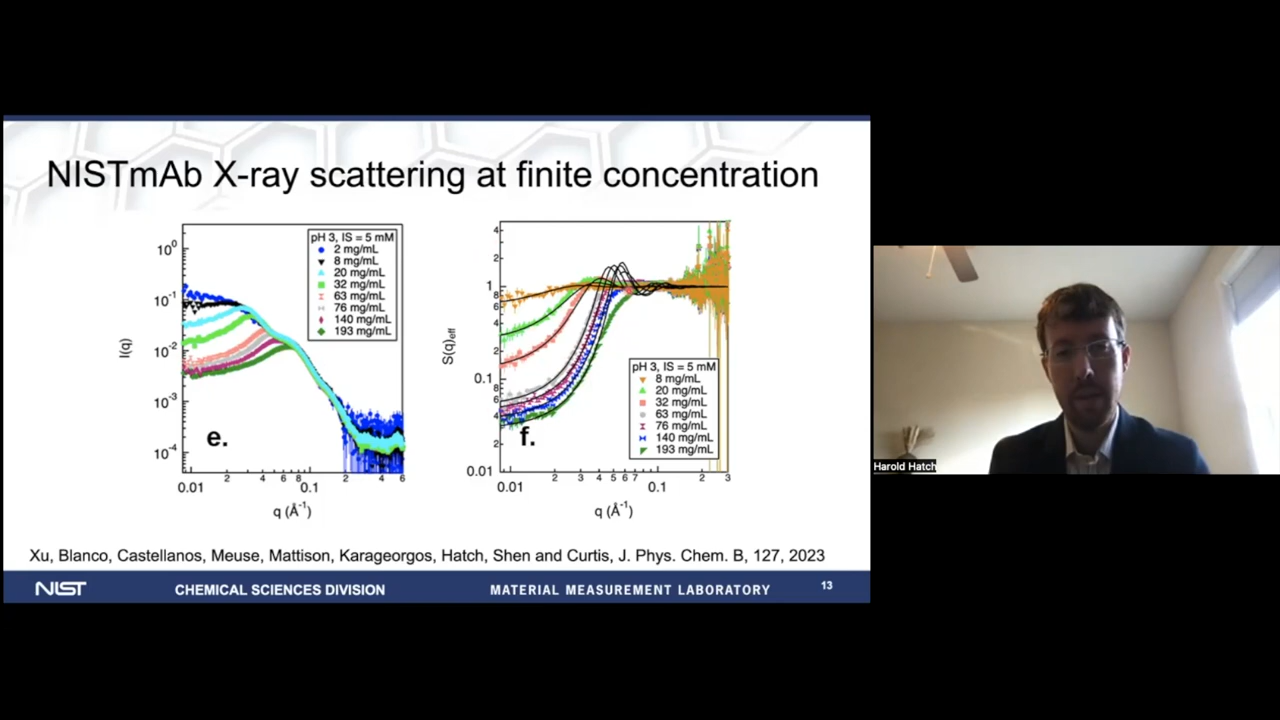 NISTmAb X-ray scattering at finite concentration
I(q)
10^0
10^-1
10^-2
10^-3
10^-4
pH 3, IS = 5 mM
2 mg/mL
8 mg/mL
20 mg/mL
32 mg/mL
63 mg/mL
76 mg/mL
140 mg/mL
193 mg/mL
e.
0.01 2 4 6 8 0.1 2 4 6
q (Å^-1)
S(q)eff
4
2
1
8
6
4
2
0.1
8
6
4
2
0.01
pH 3, IS = 5 mM
8 mg/mL
20 mg/mL
32 mg/mL
63 mg/mL
76 mg/mL
140 mg/mL
193 mg/mL
f.
0.01 2 3 4 5 6 7 0.1 2 3
q (Å^-1)
Xu, Blanco, Castellanos, Meuse, Mattison, Karageorgos, Hatch, Shen and Curtis, J. Phys. Chem. B, 127, 2023
NIST CHEMICAL SCIENCES DIVISION MATERIAL MEASUREMENT LABORATORY 13
Harold Hatch